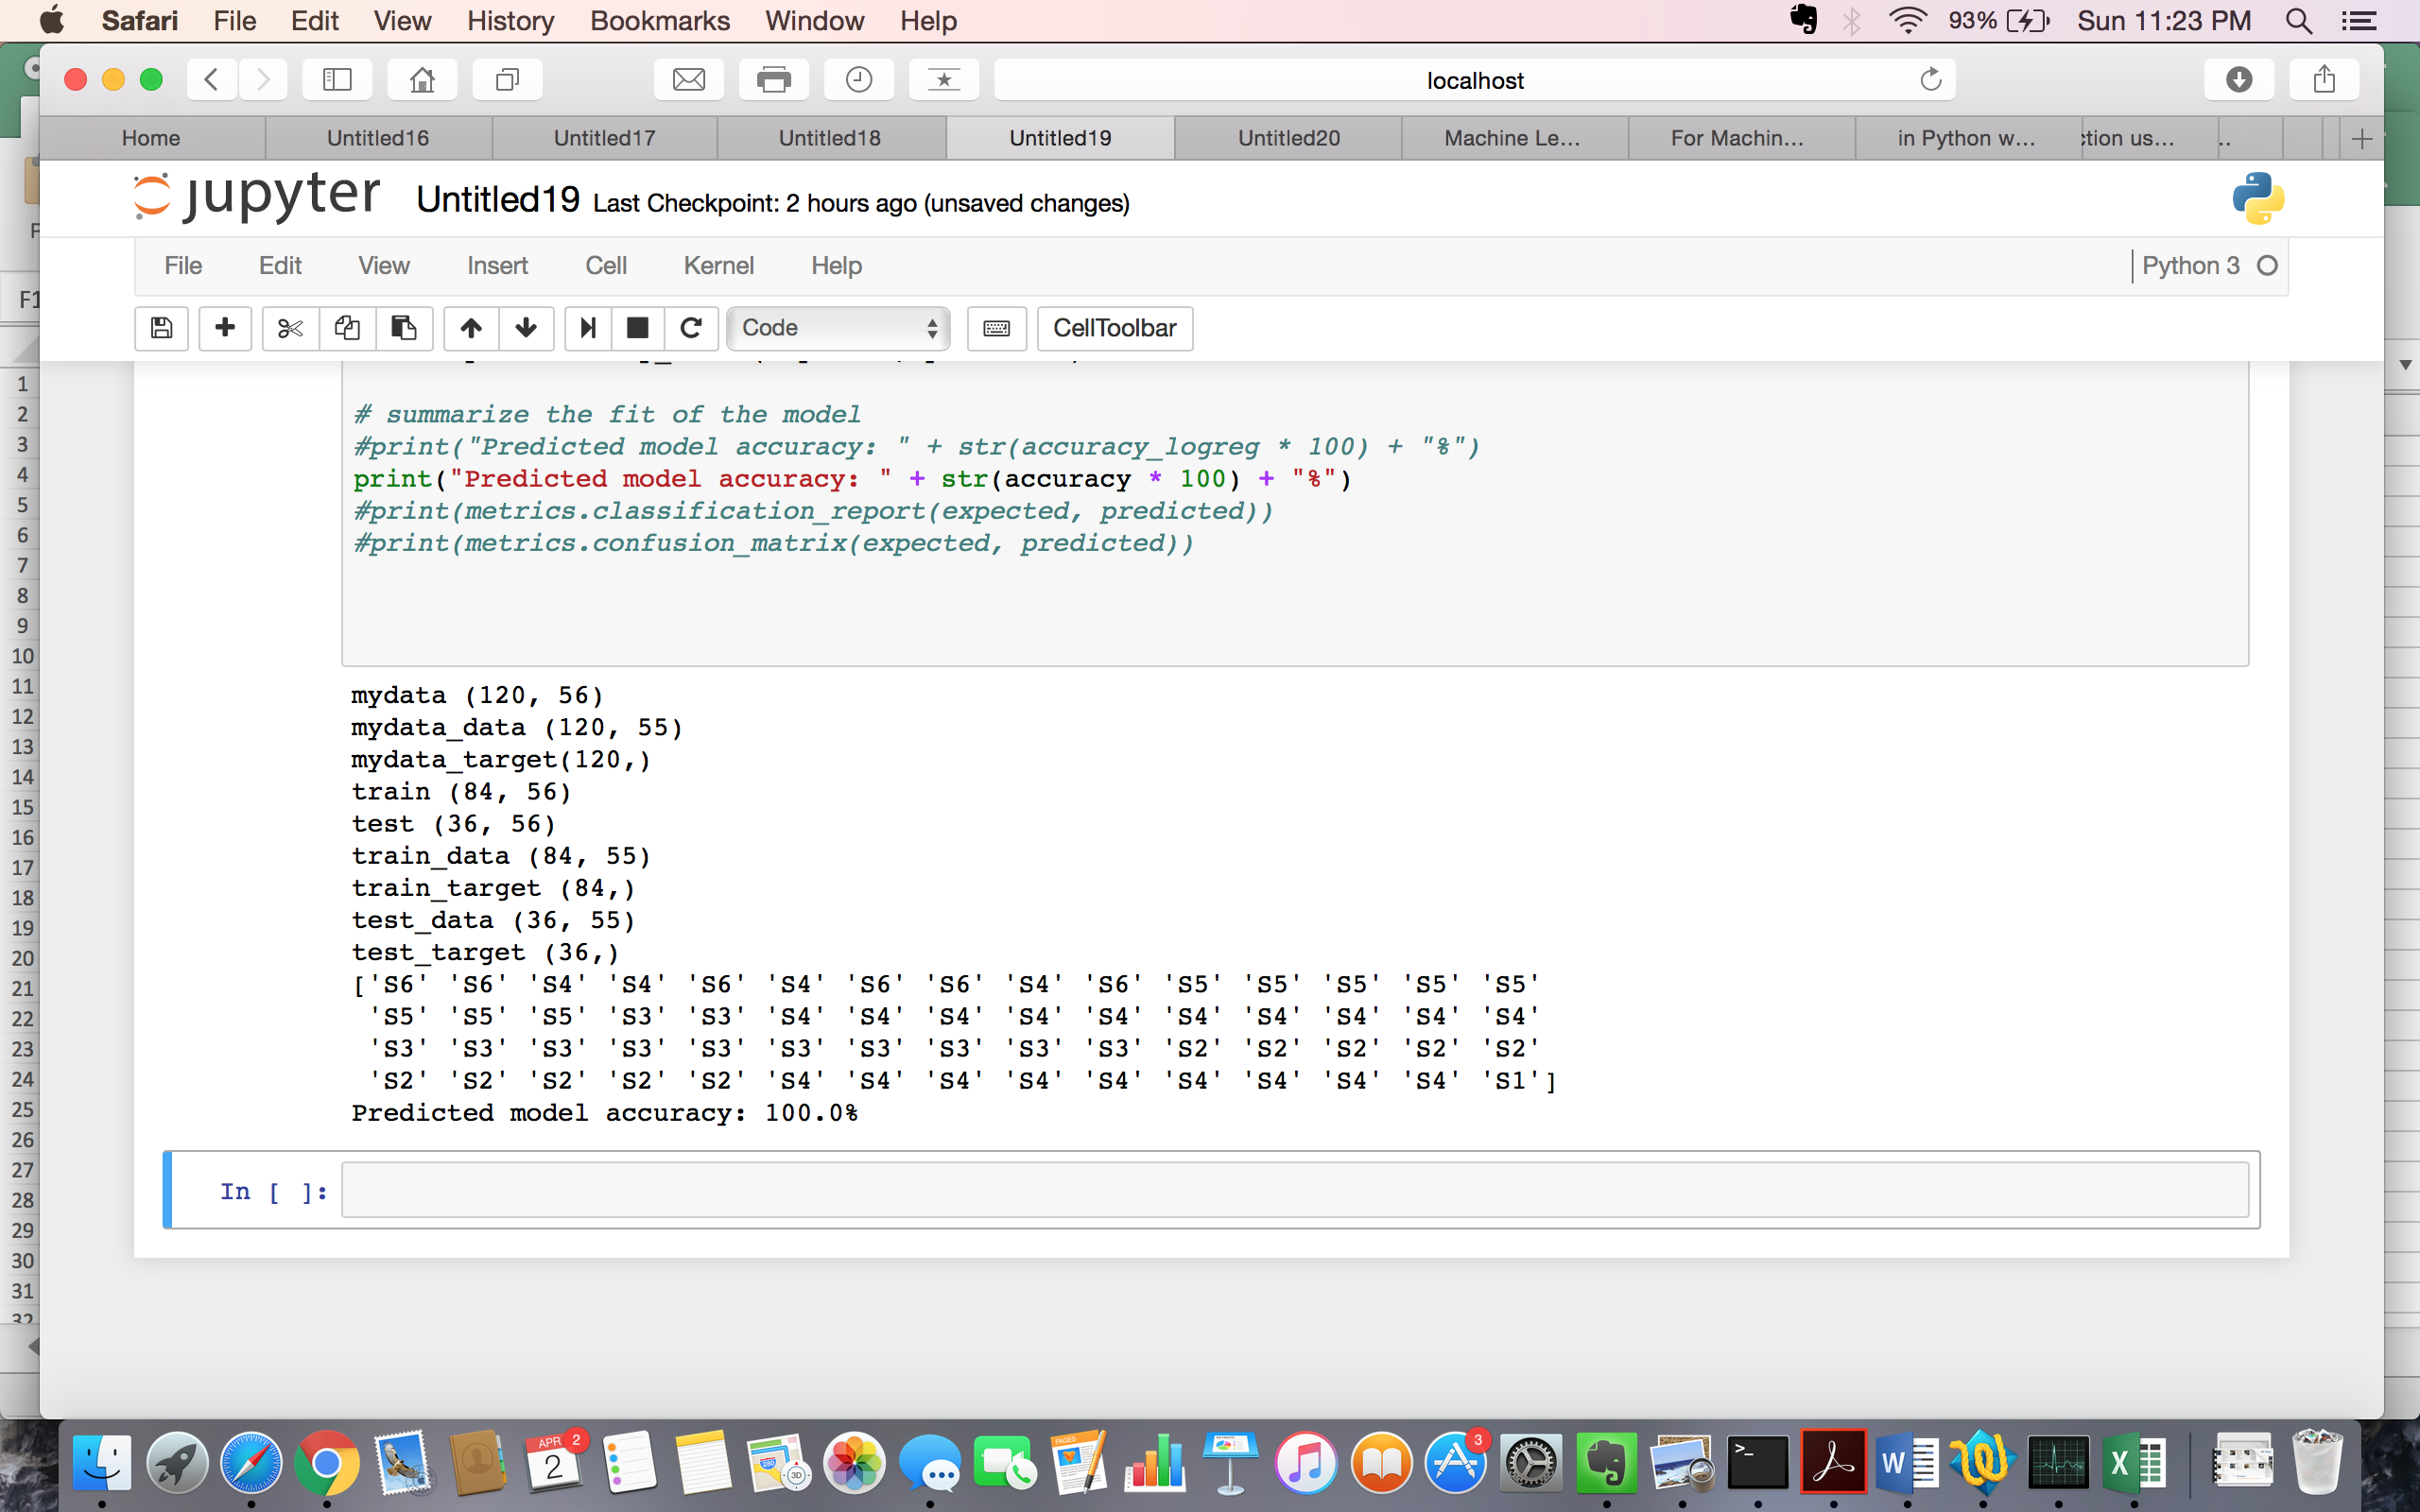 Safari File Edit View History Bookmarks Window Help 93% Sun 11:23 PM
localhost
Home Untitled16 Untitled17 Untitled18 Untitled19 Untitled20 Machine Le... For Machin... in Python w... ction us... ..
jupyter Untitled19 Last Checkpoint: 2 hours ago (unsaved changes)
File Edit View Insert Cell Kernel Help Python 3
Code CellToolbar
# summarize the fit of the model
#print("Predicted model accuracy: " + str(accuracy_logreg * 100) + "%")
print("Predicted model accuracy: " + str(accuracy * 100) + "%")
#print(metrics.classification_report(expected, predicted))
#print(metrics.confusion_matrix(expected, predicted))
mydata (120, 56)
mydata_data (120, 55)
mydata_target(120,)
train (84, 56)
test (36, 56)
train_data (84, 55)
train_target (84,)
test_data (36, 55)
test_target (36,)
['S6' 'S6' 'S4' 'S4' 'S6' 'S4' 'S6' 'S6' 'S4' 'S6' 'S5' 'S5' 'S5' 'S5' 'S5'
'S5' 'S5' 'S5' 'S3' 'S3' 'S4' 'S4' 'S4' 'S4' 'S4' 'S4' 'S4' 'S4' 'S4' 'S4'
'S3' 'S3' 'S3' 'S3' 'S3' 'S3' 'S3' 'S3' 'S3' 'S3' 'S2' 'S2' 'S2' 'S2' 'S2'
'S2' 'S2' 'S2' 'S2' 'S2' 'S4' 'S4' 'S4' 'S4' 'S4' 'S4' 'S4' 'S4' 'S4' 'S1']
Predicted model accuracy: 100.0%
In [ ]:
F1
1
2
3
4
5
6
7
8
9
10
11
12
13
14
15
16
17
18
19
20
21
22
23
24
25
26
27
28
29
30
31
32
APR 2
2
3D
PAGES
3
>_
W
X